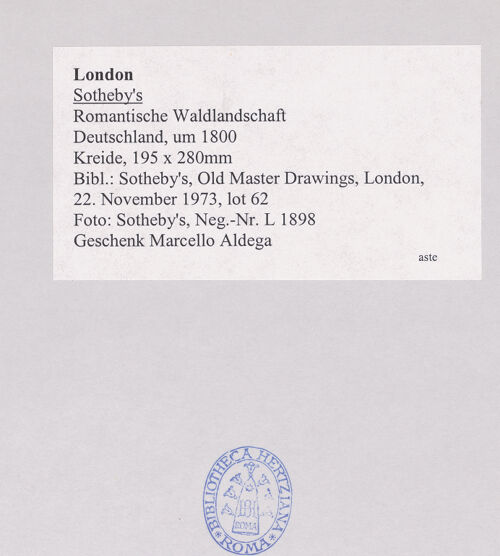 London
Sotheby's
Romantische Waldlandschaft
Deutschland, um 1800
Kreide, 195 x 280mm
Bibl.: Sotheby's, Old Master Drawings, London,
22. November 1973, lot 62
Foto: Sotheby's, Neg.-Nr. L 1898
Geschenk Marcello Aldega
aste
BIBLIOTHECA HERTZIANA
ROMA
* ROMA *